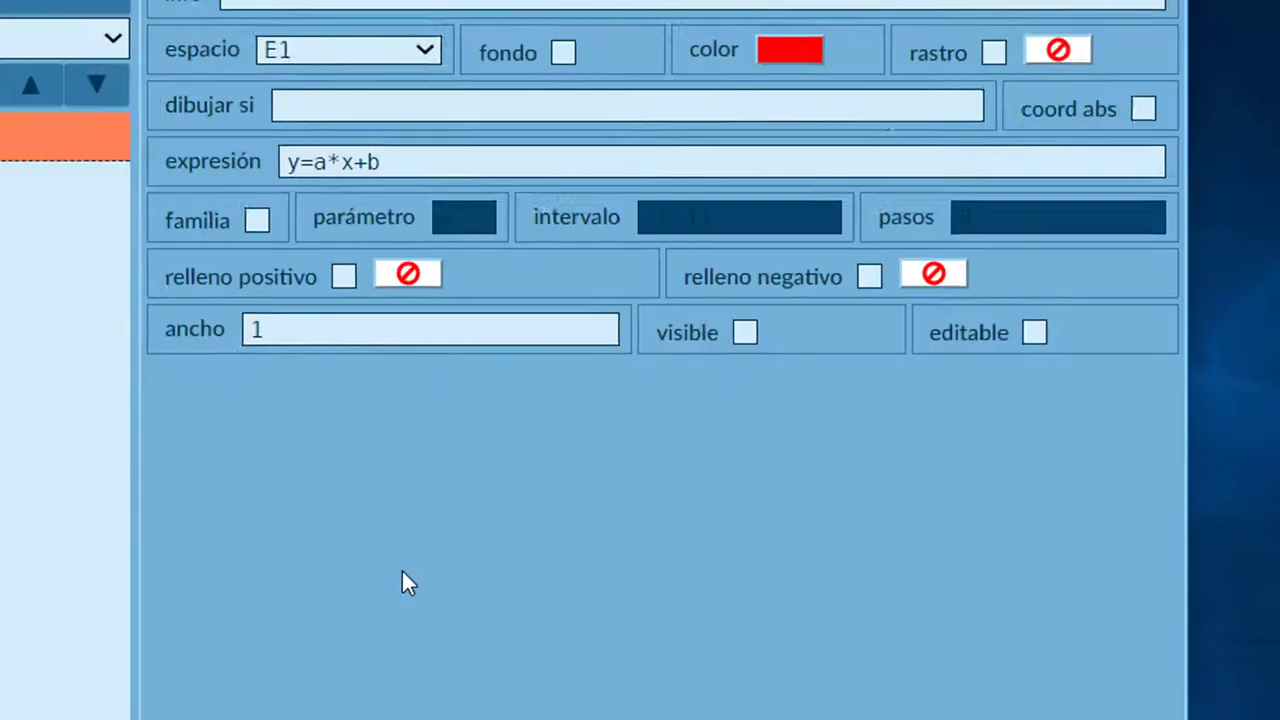 espacio E1 fondo color rastro
dibujar si coord abs
expresión y=a*x+b
familia parámetro intervalo pasos
relleno positivo relleno negativo
ancho 1 visible editable